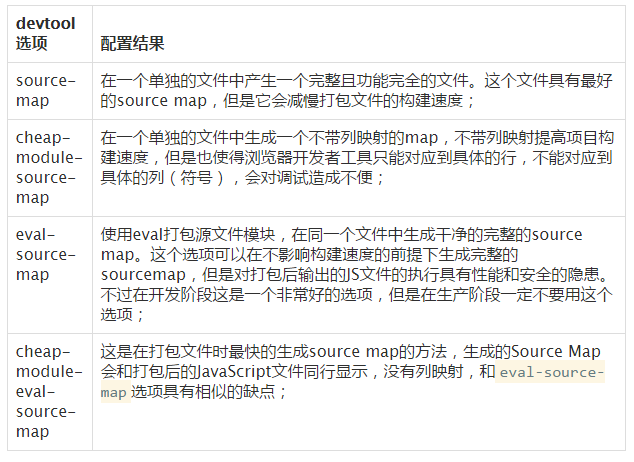 devtool
选项
配置结果
source-
map
在一个单独的文件中产生一个完整且功能完全的文件。这个文件具有最好
的source map，但是它会减慢打包文件的构建速度；
cheap-
module-
source-
map
在一个单独的文件中生成一个不带列映射的map，不带列映射提高项目构
建速度，但是也使得浏览器开发者工具只能对应到具体的行，不能对应到
具体的列（符号），会对调试造成不便；
eval-
source-
map
使用eval打包源文件模块，在同一个文件中生成干净的完整的source
map。这个选项可以在不影响构建速度的前提下生成完整的
sourcemap，但是对打包后输出的JS文件的执行具有性能和安全的隐患。
不过在开发阶段这是一个非常好的选项，但是在生产阶段一定不要用这个
选项；
cheap-
module-
eval-
source-
map
这是在打包文件时最快的生成source map的方法，生成的Source Map
会和打包后的JavaScript文件同行显示，没有列映射，和 eval-source-
map 选项具有相似的缺点；